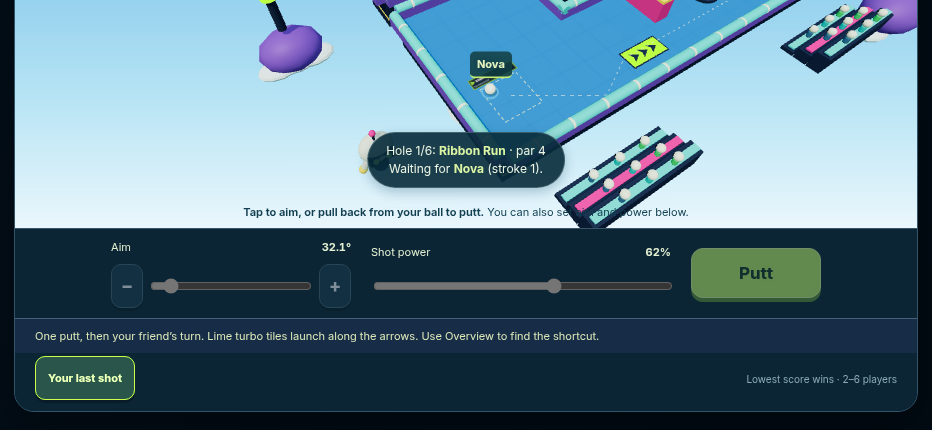 Nova
Hole 1/6: Ribbon Run · par 4
Waiting for Nova (stroke 1).
Tap to aim, or pull back from your ball to putt. You can also set aim and power below.
Aim
32.1°
Shot power
62%
−
+
Putt
One putt, then your friend’s turn. Lime turbo tiles launch along the arrows. Use Overview to find the shortcut.
Your last shot
Lowest score wins · 2–6 players